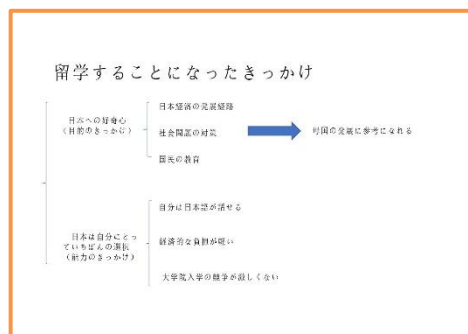 留学することになったきっかけ
日本経済の発展経路
日本への好奇心
(目的のきっかけ)
社会問題の対策
の発展に参考になれる
国民の教育
自分は日本語が話せる
日本は自分にとっ
ていちばんの選択
のきっかけ)
経済的な負担が軽い
大学院入学の競争が激しくない